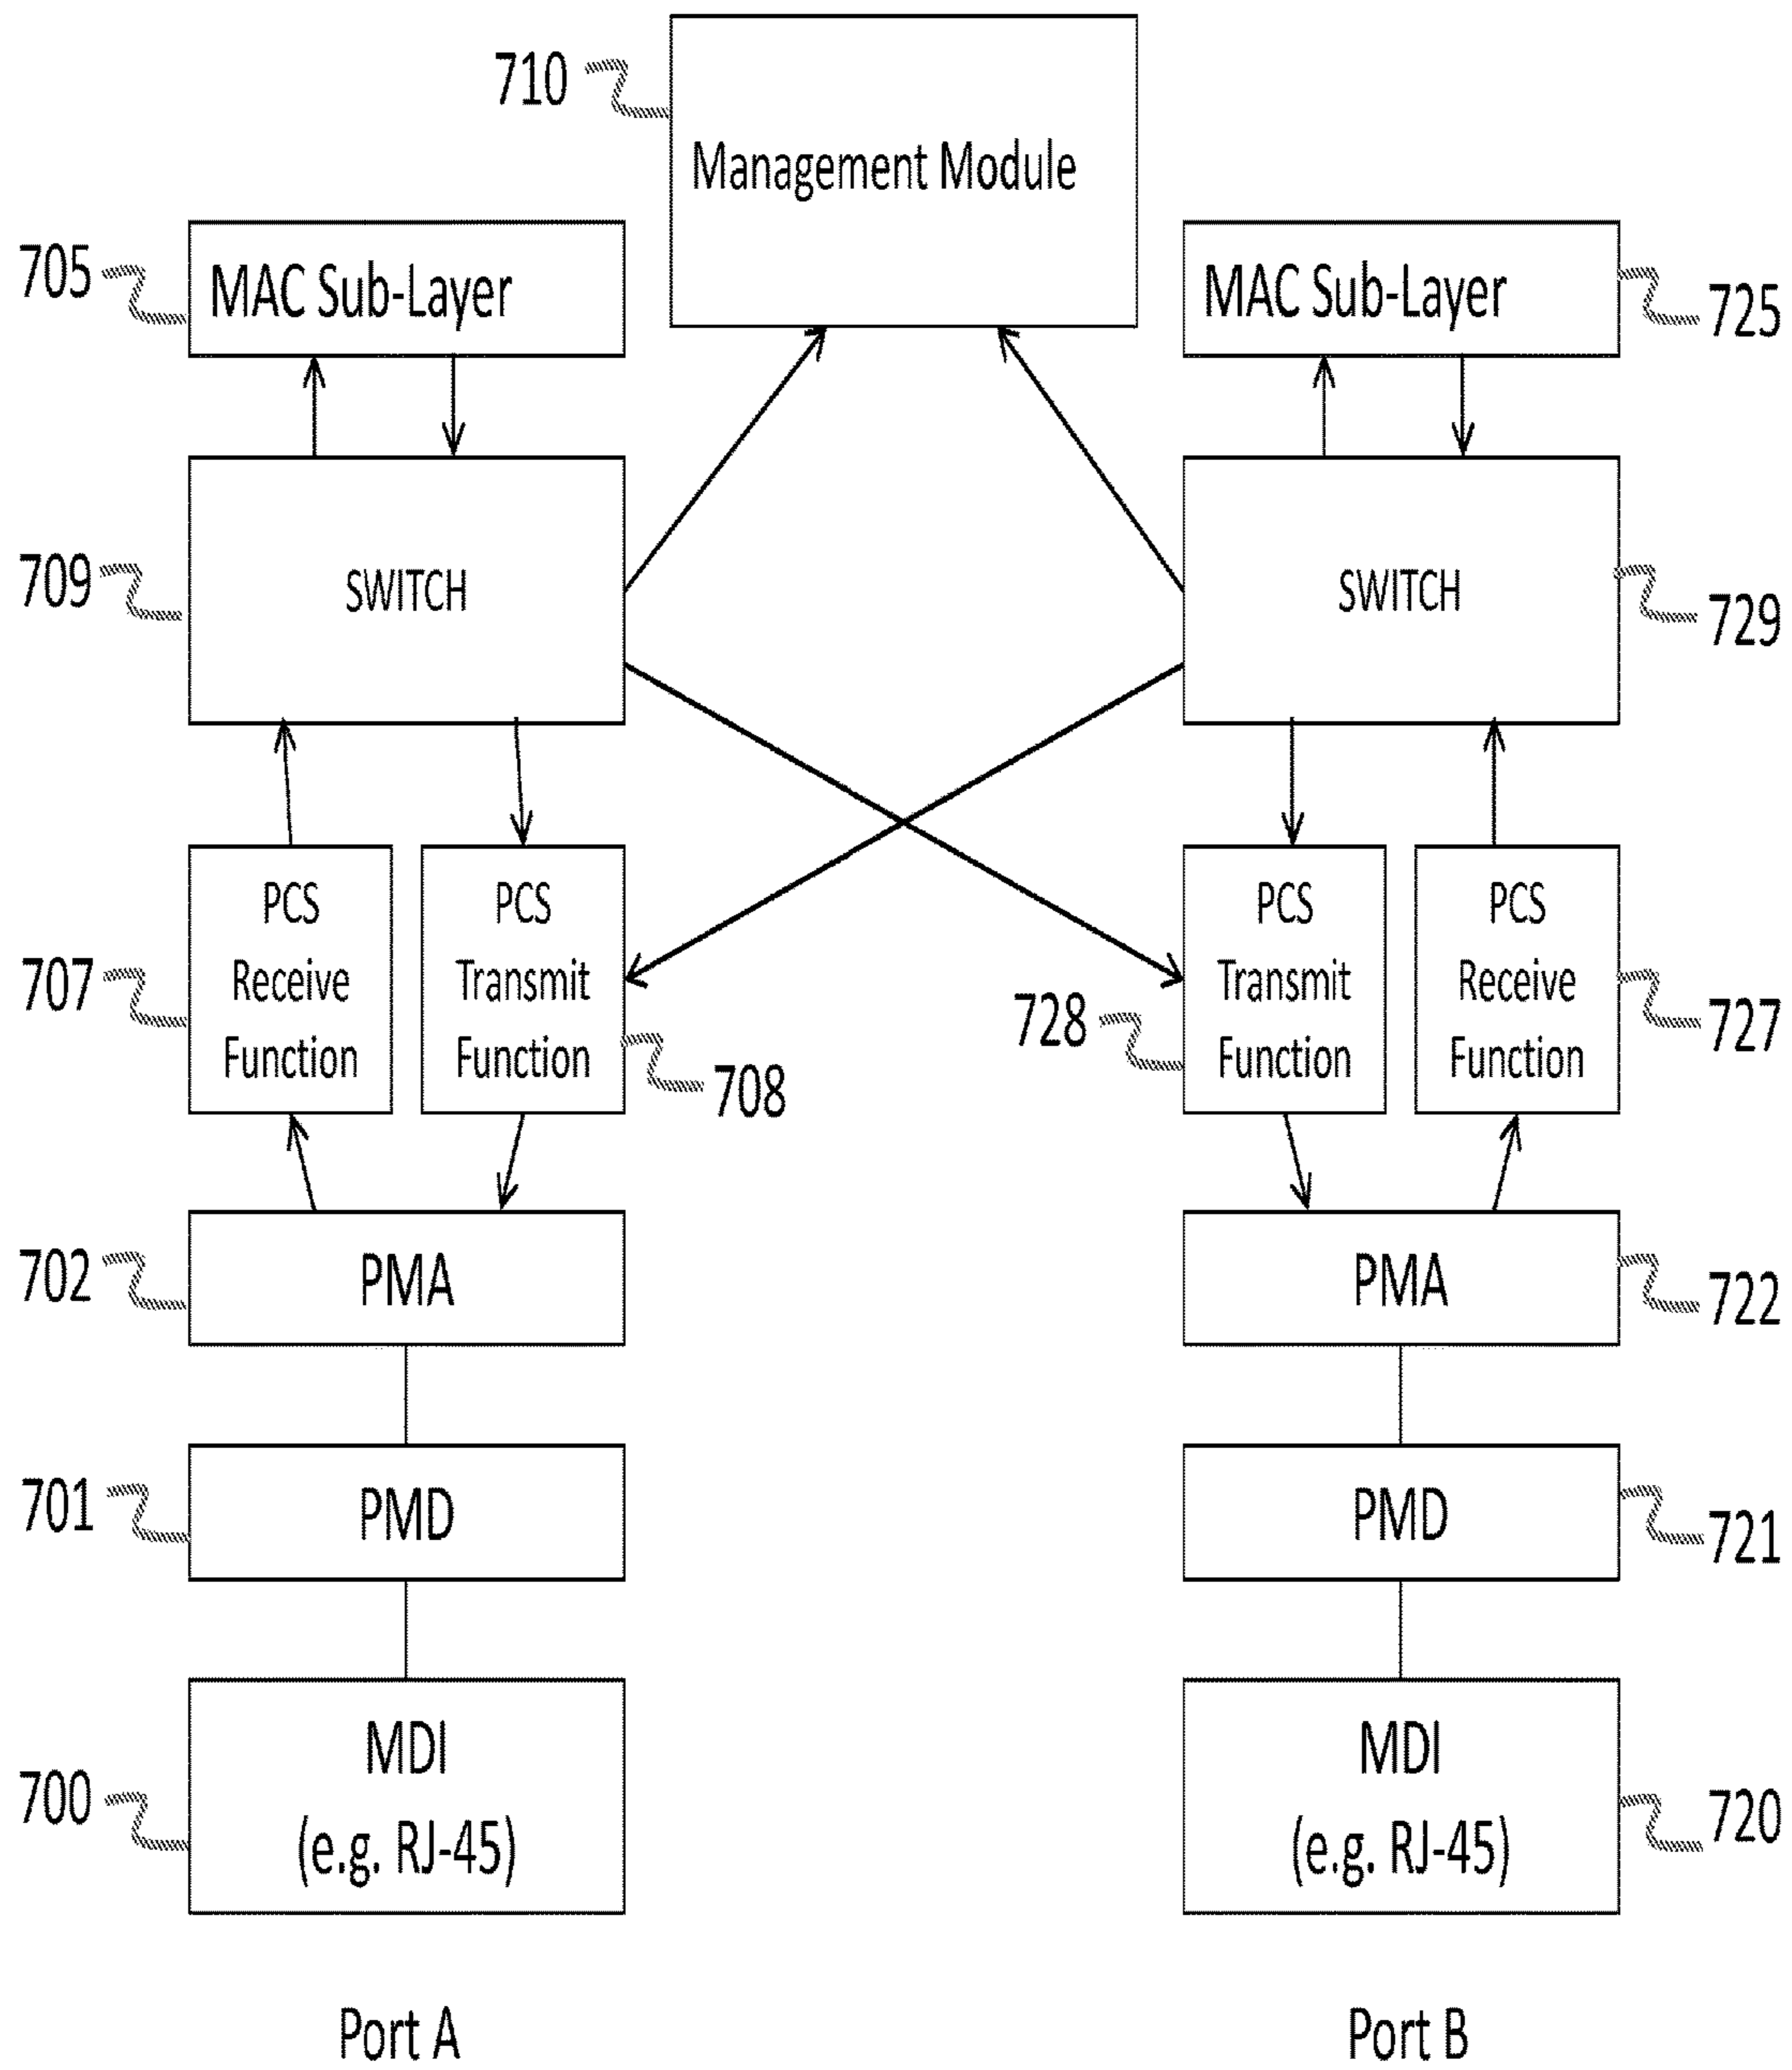 710
Management Module
705
MAC Sub-Layer
MAC Sub-Layer
725
709
SWITCH
SWITCH
729
707
PCS
Receive
Function
PCS
Transmit
Function
708
728
PCS
Transmit
Function
PCS
Receive
Function
727
702
PMA
PMA
722
701
PMD
PMD
721
700
MDI
(e.g. RJ-45)
MDI
(e.g. RJ-45)
720
Port A
Port B